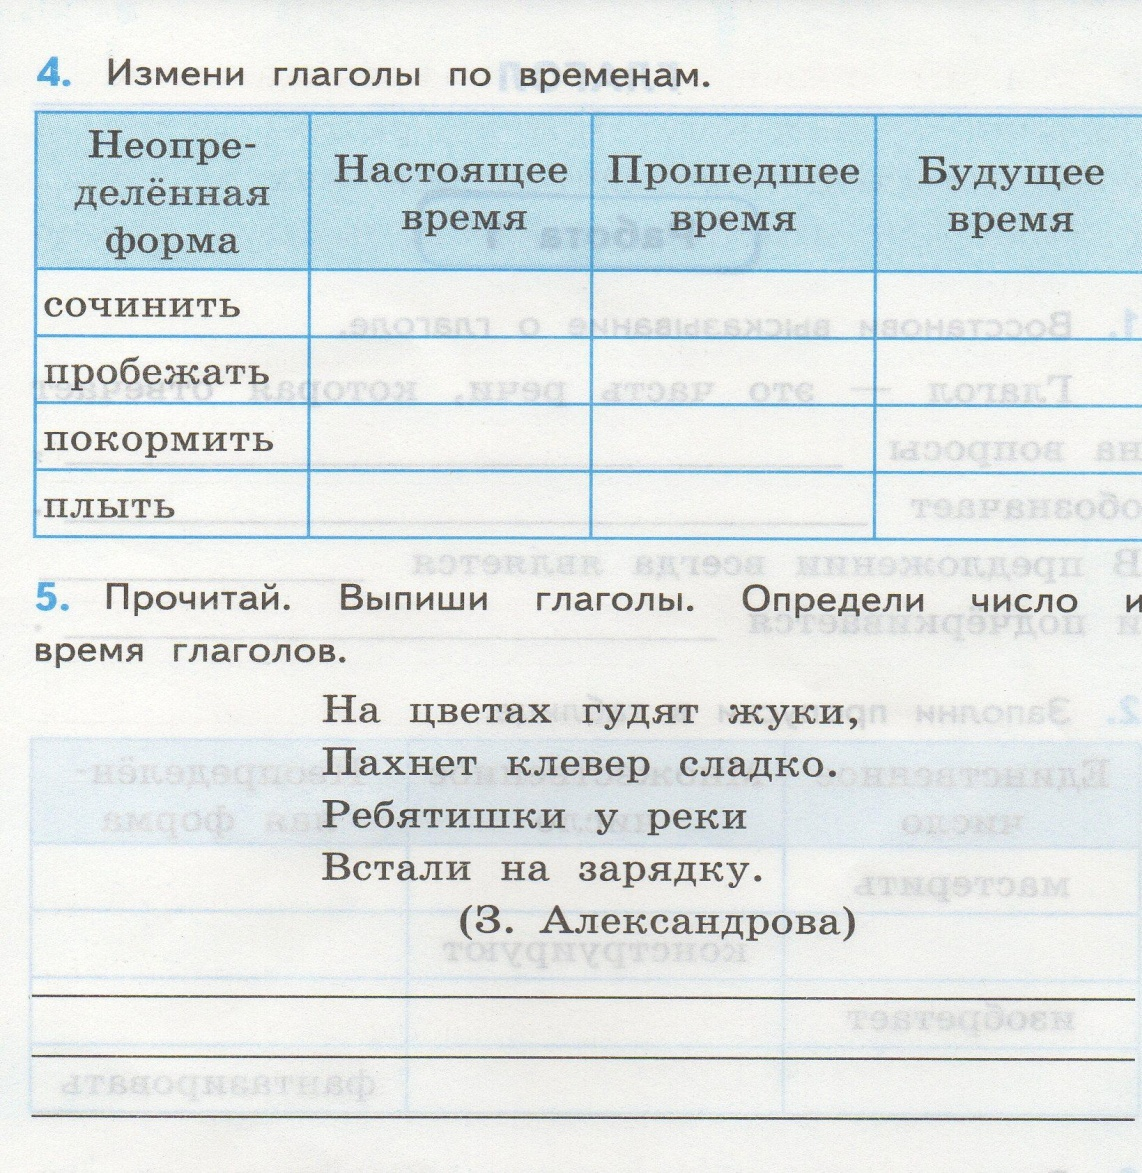 4. Измени глаголы по временам.
Неопре-
делённая
форма
Настоящее
время
Прошедшее
время
Будущее
время
сочинить
пробежать
покормить
плыть
5. Прочитай. Выпиши глаголы. Определи число и
время глаголов.
На цветах гудят жуки,
Пахнет клевер сладко.
Ребятишки у реки
Встали на зарядку.
(З. Александрова)